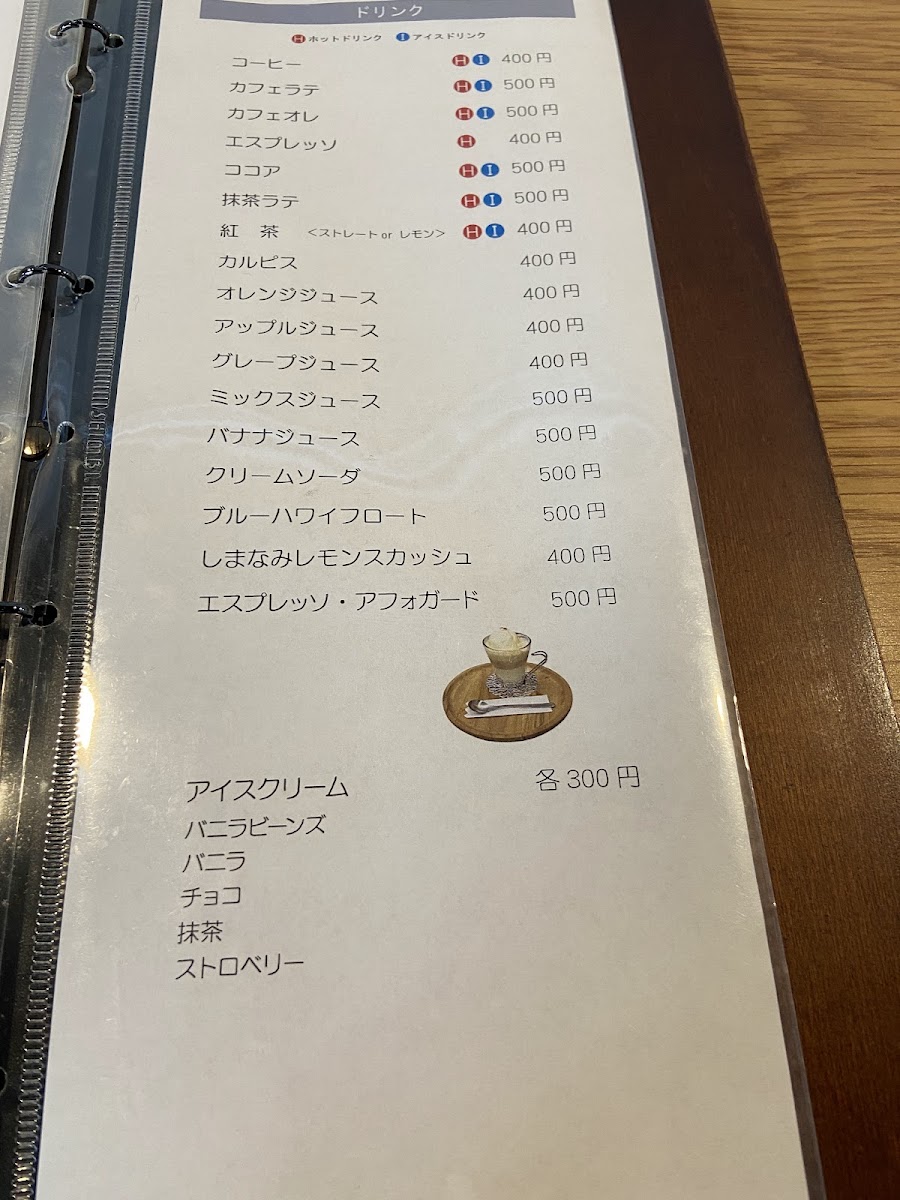 ドリンク
H ホットドリンク I アイスドリンク
コーヒー H I 400円
カフェラテ H I 500円
カフェオレ H I 500円
エスプレッソ H 400円
ココア H I 500円
抹茶ラテ H I 500円
紅 茶 <ストレート or レモン> H I 400円
カルピス 400円
オレンジジュース 400円
アップルジュース 400円
グレープジュース 400円
ミックスジュース 500円
バナナジュース 500円
クリームソーダ 500円
ブルーハワイフロート 500円
しまなみレモンスカッシュ 400円
エスプレッソ・アフォガード 500円
アイスクリーム 各300円
バニラビーンズ
バニラ
チョコ
抹茶
ストロベリー